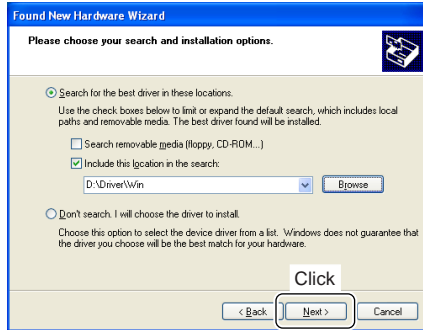 Found New Hardware Wizard
Please choose your search and installation options.
Search for the best driver in these locations.
Use the check boxes below to limit or expand the default search, which includes local
paths and removable media. The best driver found will be installed.
Search removable media (floppy, CD-ROM...)
Include this location in the search:
D:\Driver\Win
Browse
Don't search. I will choose the driver to install.
Choose this option to select the device driver from a list. Windows does not guarantee that
the driver you choose will be the best match for your hardware.
Click
< Back
Next >
Cancel